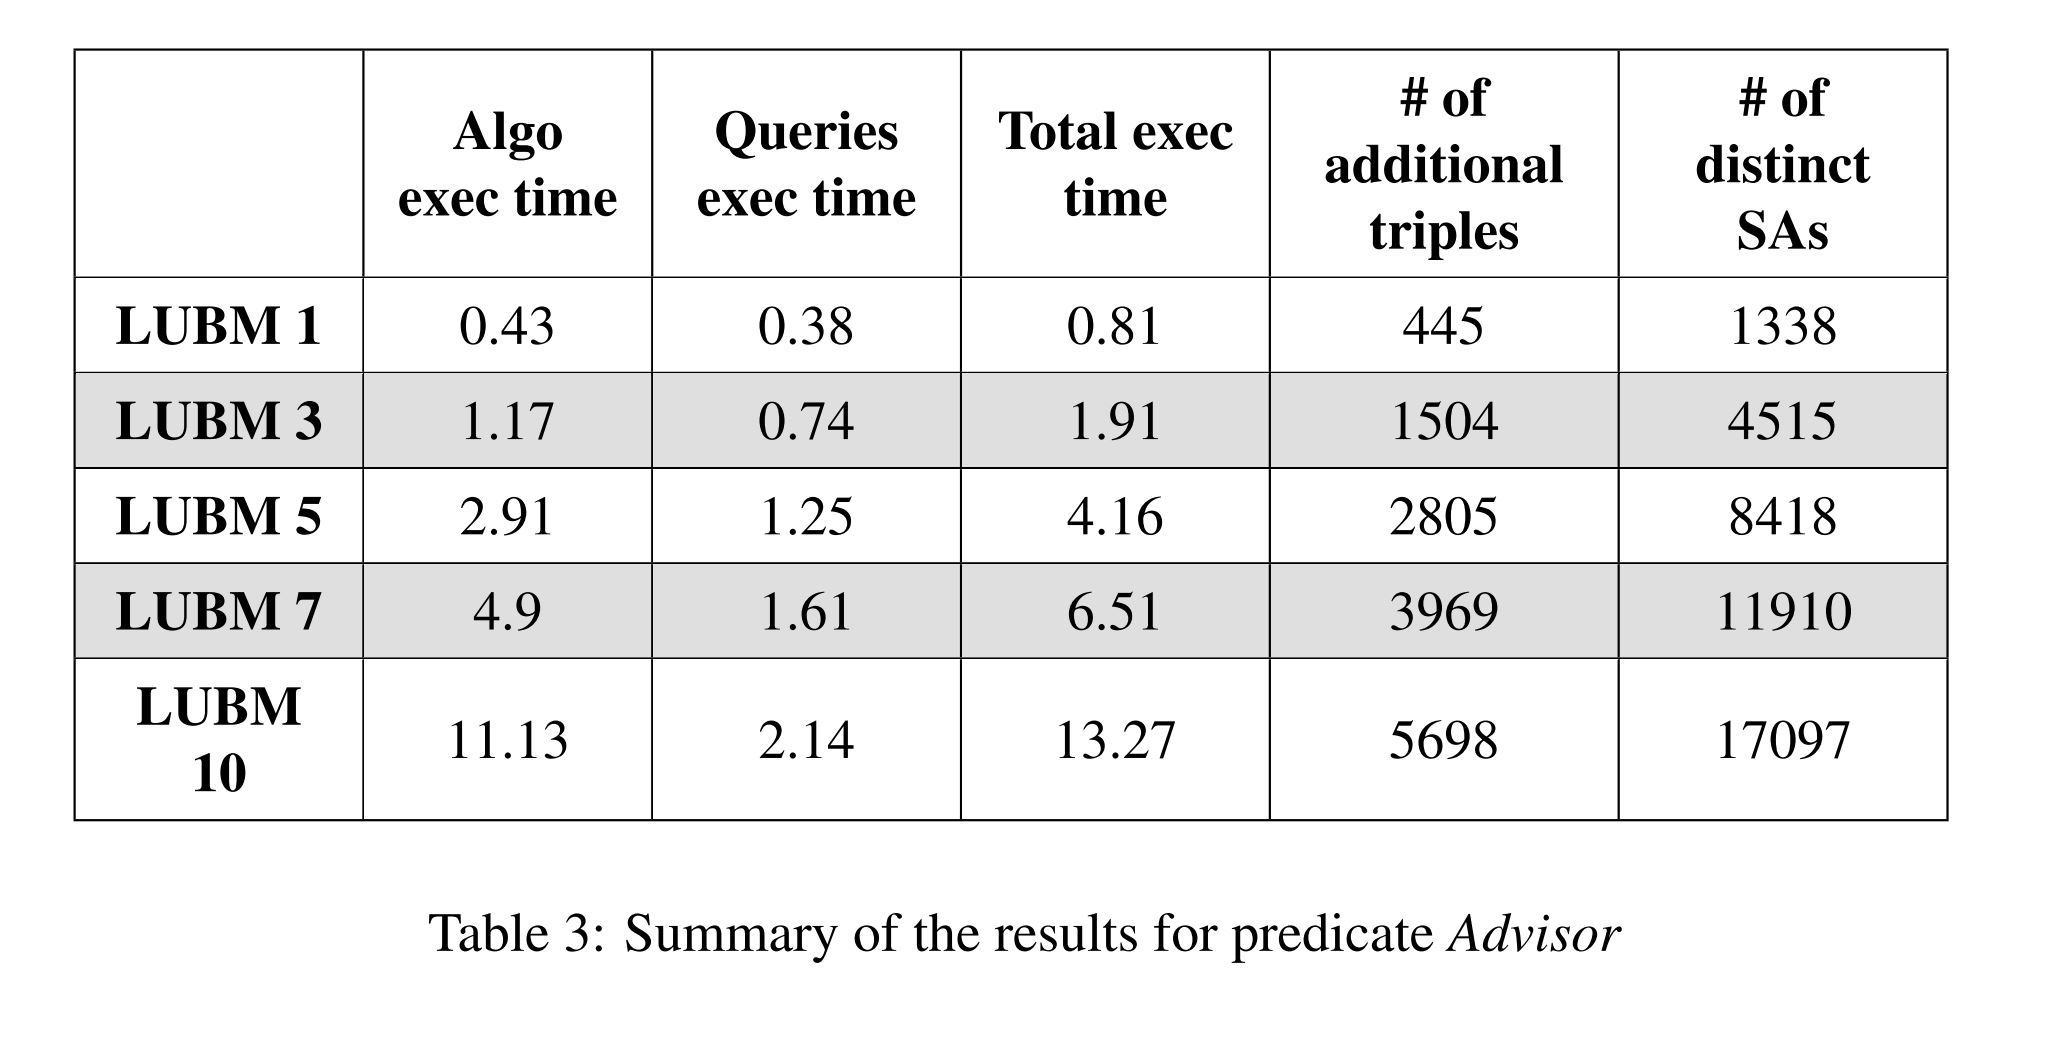 Algo exec time Queries exec time Total exec time # of additional triples # of distinct SAs
LUBM 1 0.43 0.38 0.81 445 1338
LUBM 3 1.17 0.74 1.91 1504 4515
LUBM 5 2.91 1.25 4.16 2805 8418
LUBM 7 4.9 1.61 6.51 3969 11910
LUBM 10 11.13 2.14 13.27 5698 17097
Table 3: Summary of the results for predicate Advisor